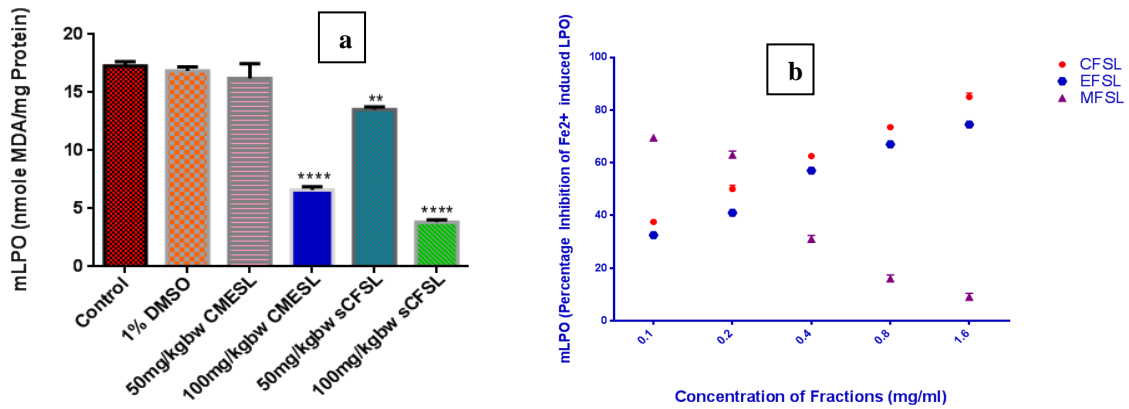 a
mLPO (nmole MDA/mg Protein)
20
15
10
5
0
****
**
****
Control
1% DMSO
50mg/kgbw CMESL
100mg/kgbw CMESL
50mg/kgbw sCFSL
100mg/kgbw sCFSL
b
mLPO (Percentage Inhibition of Fe2+ induced LPO)
100
80
60
40
20
0
0.1
0.2
0.4
0.8
1.6
Concentration of Fractions (mg/ml)
CFSL
EFSL
MFSL